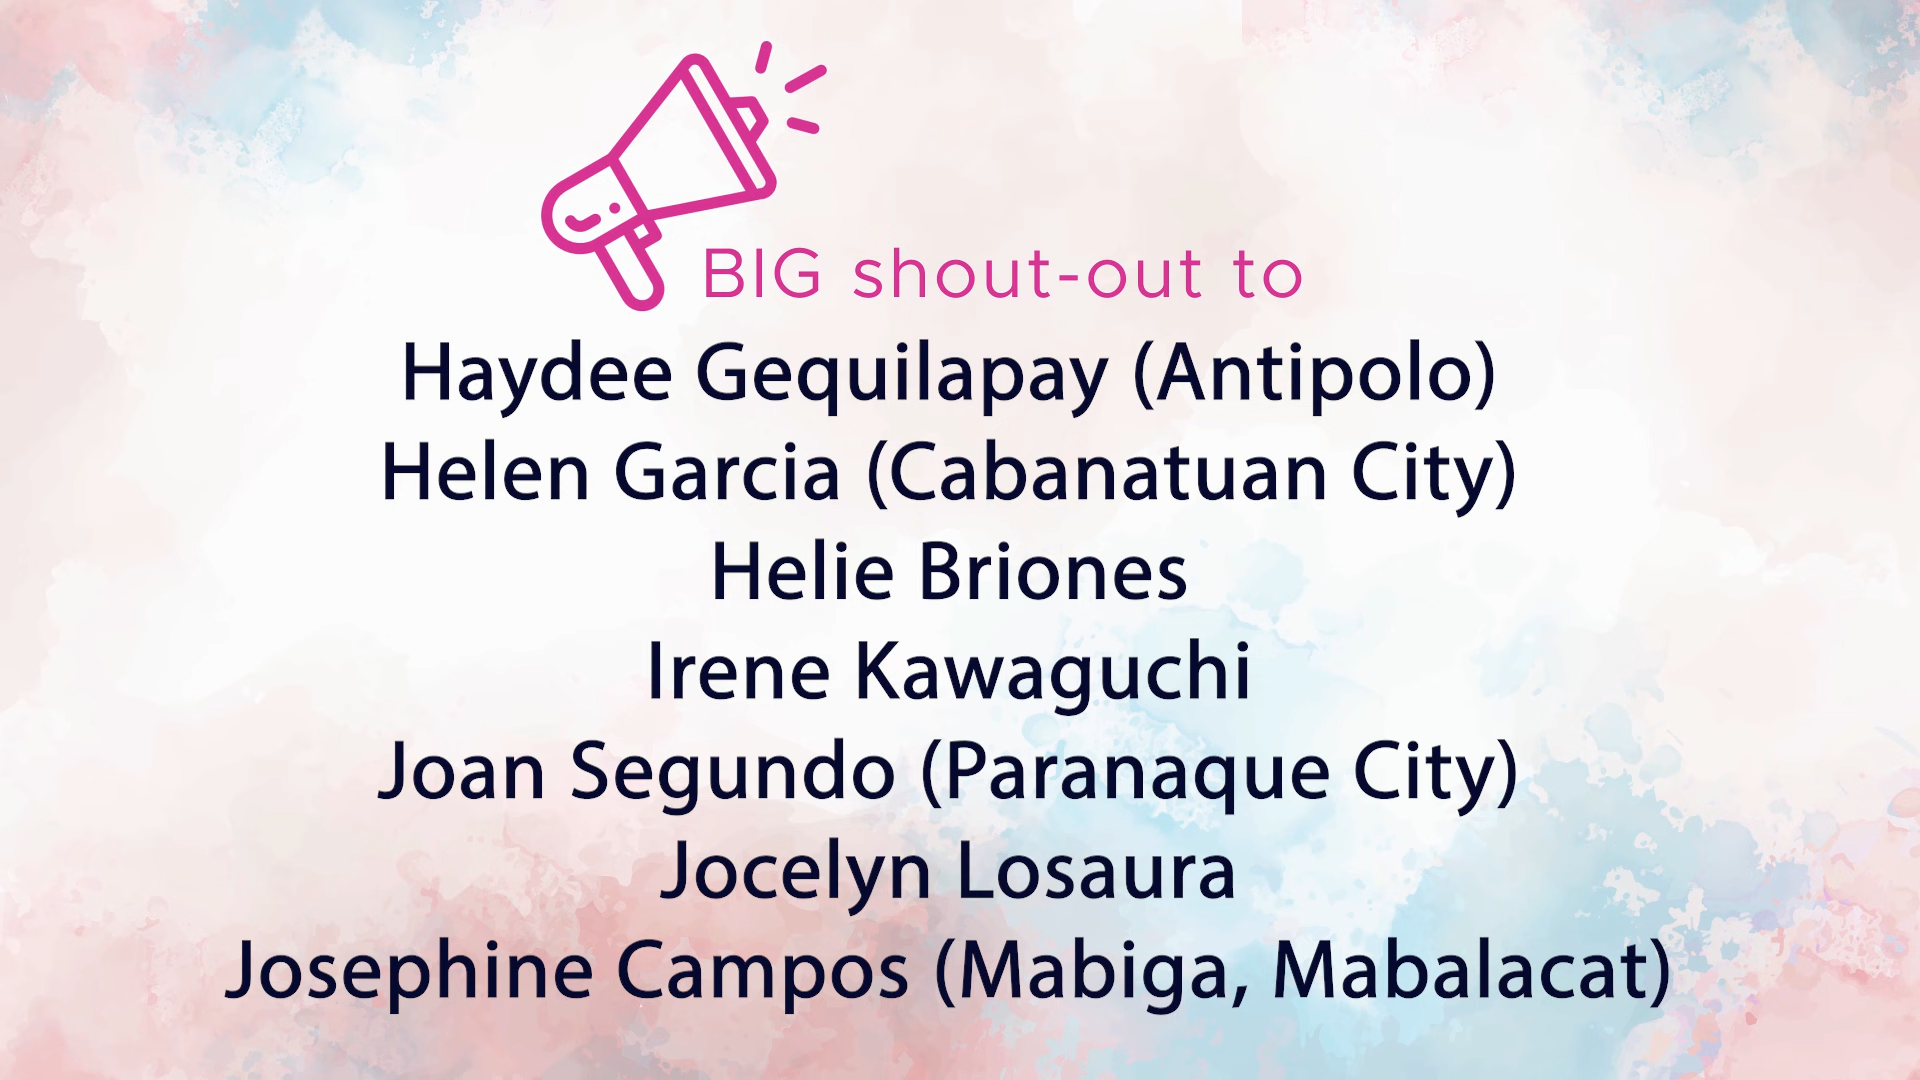 BIG shout-out to
Haydee Gequilapay (Antipolo)
Helen Garcia (Cabanatuan City)
Helie Briones
Irene Kawaguchi
Joan Segundo (Paranaque City)
Jocelyn Losaura
Josephine Campos (Mabiga, Mabalacat)